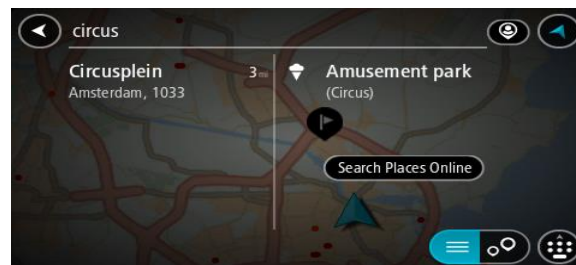 circus
Circusplein 3 mi
Amsterdam, 1033
Amusement park
(Circus)
Search Places Online